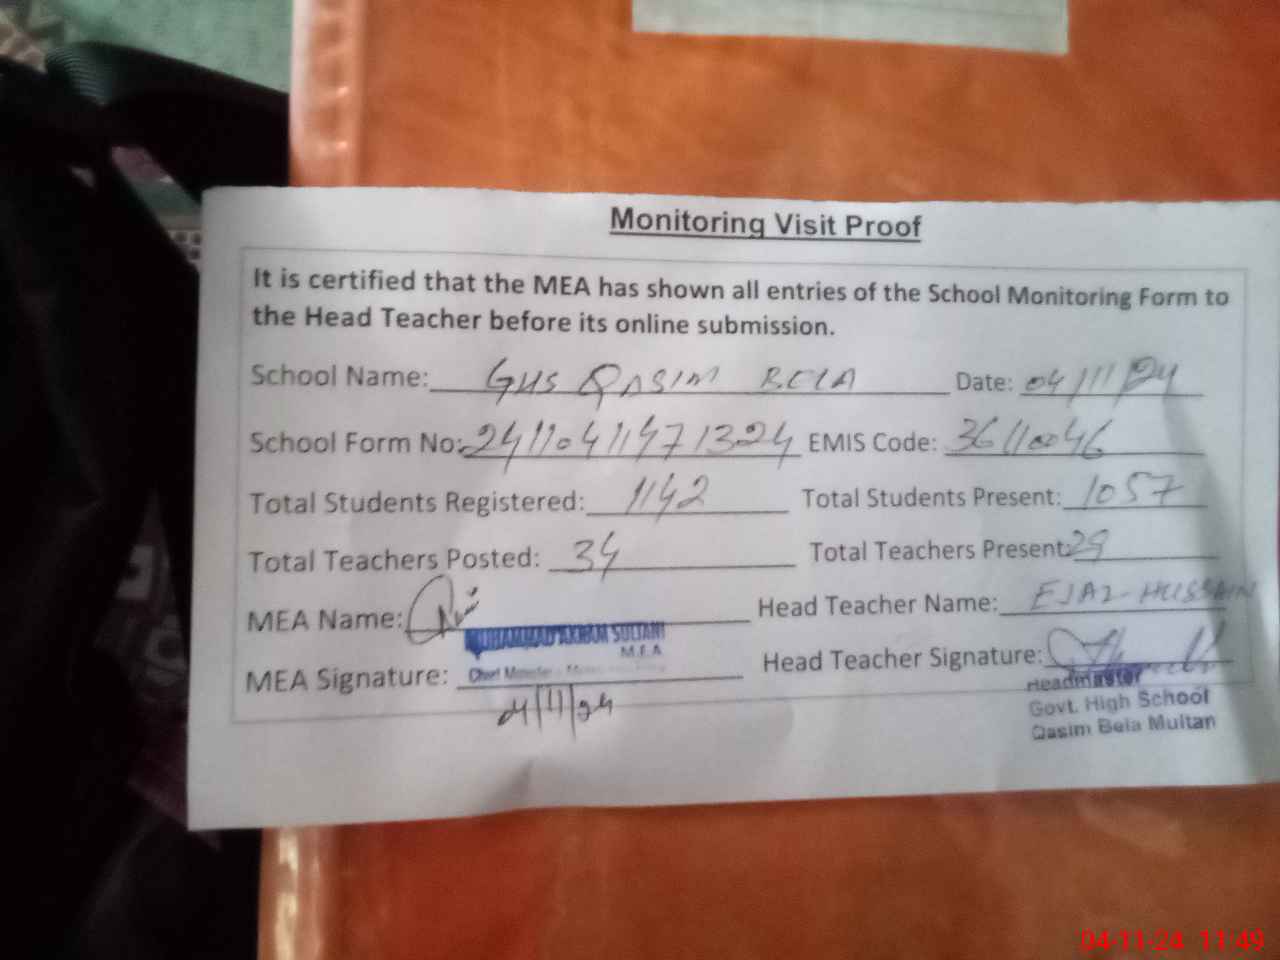 Monitoring Visit Proof
It is certified that the MEA has shown all entries of the School Monitoring Form to
the Head Teacher before its online submission.
School Name: GHS QASIM BELA Date: 04/11/24
School Form No: 24110411471324 EMIS Code: 36110046
Total Students Registered: 1142 Total Students Present: 1057
Total Teachers Posted: 34 Total Teachers Present: 29
MEA Name: Head Teacher Name: EJAZ-HUSSAIN
MUHAMMAD AKRAM SULTANI
M.E.A
MEA Signature: Head Teacher Signature:
Headmaster
Govt. High School
Qasim Bela Multan
04-11-24 11:49